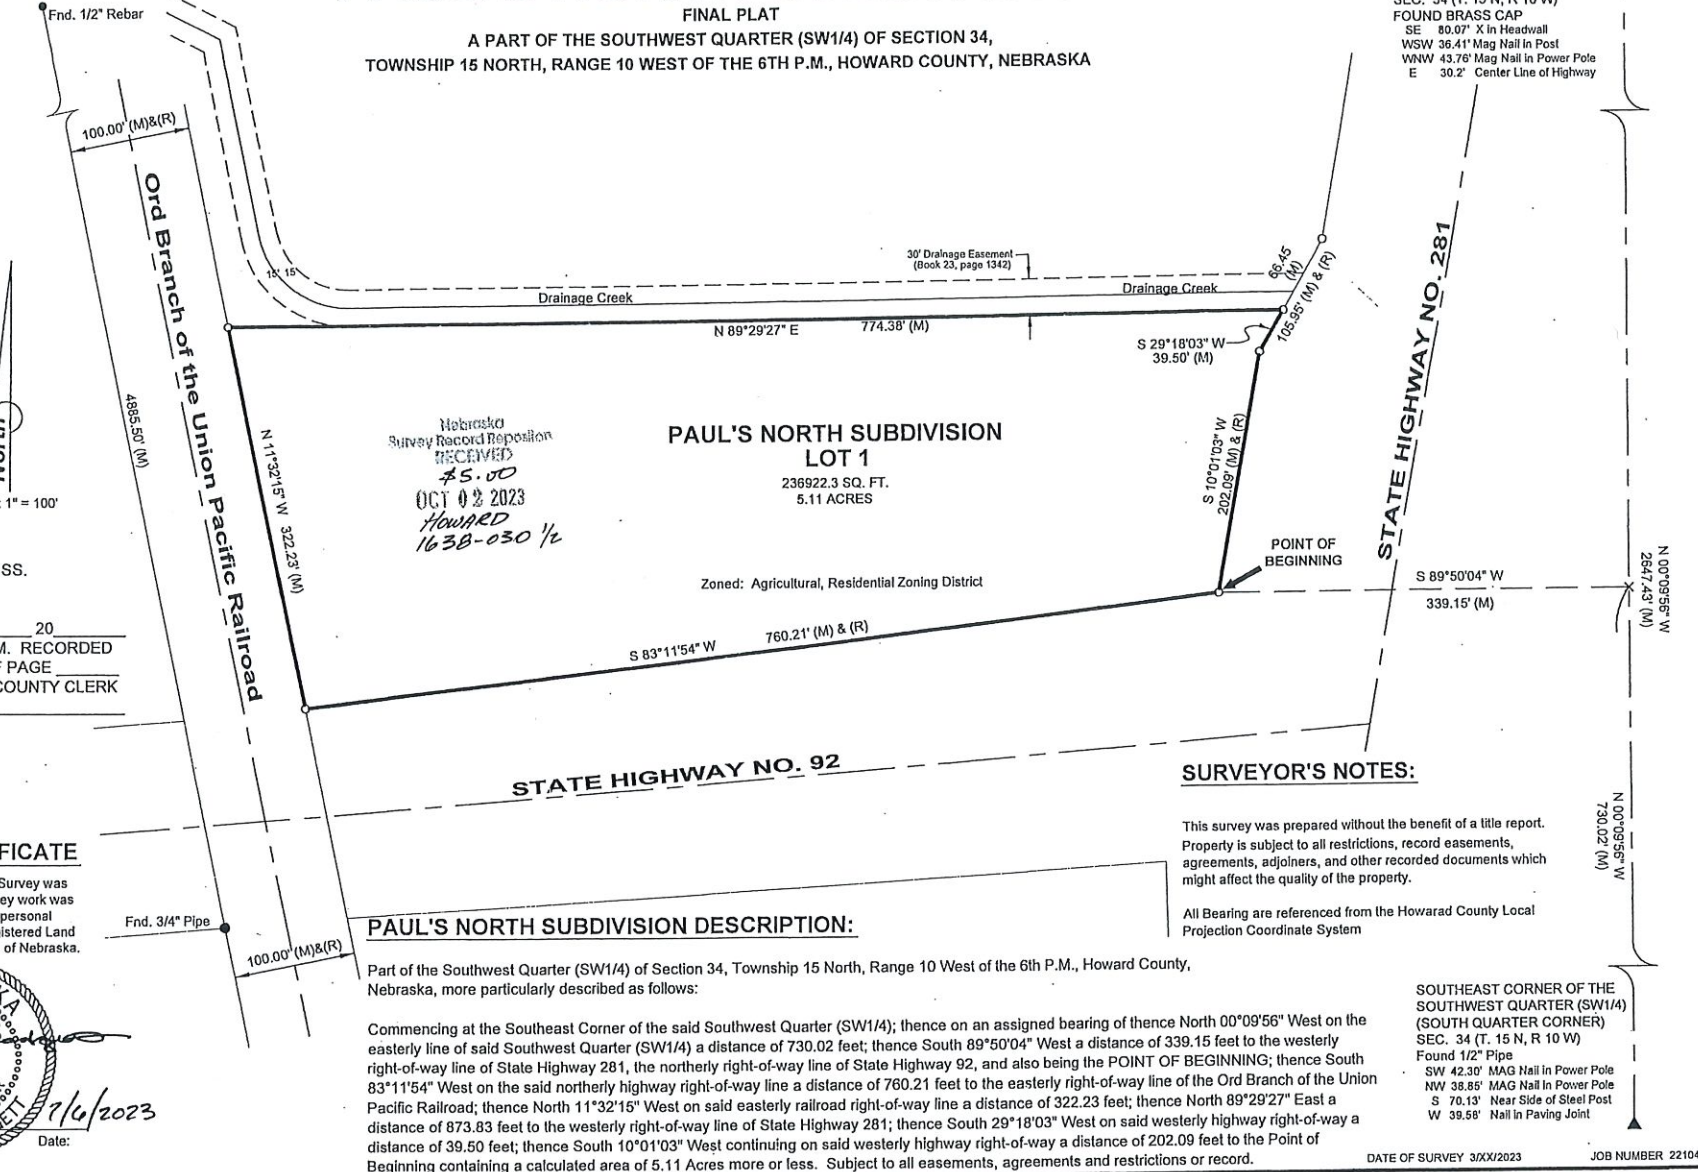 Fnd. 1/2" Rebar
FINAL PLAT
A PART OF THE SOUTHWEST QUARTER (SW1/4) OF SECTION 34,
TOWNSHIP 15 NORTH, RANGE 10 WEST OF THE 6TH P.M., HOWARD COUNTY, NEBRASKA
SEC. 34 (T. 15 N, R 10 W)
FOUND BRASS CAP
SE 80.07' X in Headwall
WSW 36.41' Mag Nail in Post
WNW 43.76' Mag Nail in Power Pole
E 30.2' Center Line of Highway
100.00' (M)&(R)
Ord Branch of the Union Pacific Railroad
15' 15'
30' Drainage Easement
(Book 23, page 1342)
Drainage Creek
Drainage Creek
66.45
(M)
105.95' (M) & (R)
N 89°29'27" E 774.38' (M)
S 29°18'03" W
39.50' (M)
STATE HIGHWAY NO. 281
4885.50' (M)
N 11°32'15" W 322.23' (M)
Nebraska
Survey Record Reposition
RECEIVED
$5.00
OCT 02 2023
HOWARD
1638-030 1/2
PAUL'S NORTH SUBDIVISION
LOT 1
236922.3 SQ. FT.
5.11 ACRES
S 10°01'03" W
202.09' (M) & (R)
1" = 100'
POINT OF
BEGINNING
Zoned: Agricultural, Residential Zoning District
S 89°50'04" W
339.15' (M)
N 00°09'56" W
2647.43' (M)
SS.
20
M. RECORDED
PAGE
COUNTY CLERK
S 83°11'54" W 760.21' (M) & (R)
STATE HIGHWAY NO. 92
SURVEYOR'S NOTES:
This survey was prepared without the benefit of a title report.
Property is subject to all restrictions, record easements,
agreements, adjoiners, and other recorded documents which
might affect the quality of the property.
All Bearing are referenced from the Howarad County Local
Projection Coordinate System
N 00°09'56" W
730.02' (M)
FICATE
Survey was
ey work was
personal
istered Land
of Nebraska.
Fnd. 3/4" Pipe
100.00' (M)&(R)
PAUL'S NORTH SUBDIVISION DESCRIPTION:
Part of the Southwest Quarter (SW1/4) of Section 34, Township 15 North, Range 10 West of the 6th P.M., Howard County,
Nebraska, more particularly described as follows:
Commencing at the Southeast Corner of the said Southwest Quarter (SW1/4); thence on an assigned bearing of thence North 00°09'56" West on the
easterly line of said Southwest Quarter (SW1/4) a distance of 730.02 feet; thence South 89°50'04" West a distance of 339.15 feet to the westerly
right-of-way line of State Highway 281, the northerly right-of-way line of State Highway 92, and also being the POINT OF BEGINNING; thence South
83°11'54" West on the said northerly highway right-of-way line a distance of 760.21 feet to the easterly right-of-way line of the Ord Branch of the Union
Pacific Railroad; thence North 11°32'15" West on said easterly railroad right-of-way line a distance of 322.23 feet; thence North 89°29'27" East a
distance of 873.83 feet to the westerly right-of-way line of State Highway 281; thence South 29°18'03" West on said westerly highway right-of-way a
distance of 39.50 feet; thence South 10°01'03" West continuing on said westerly highway right-of-way a distance of 202.09 feet to the Point of
Beginning containing a calculated area of 5.11 Acres more or less. Subject to all easements, agreements and restrictions or record.
SOUTHEAST CORNER OF THE
SOUTHWEST QUARTER (SW1/4)
(SOUTH QUARTER CORNER)
SEC. 34 (T. 15 N, R 10 W)
Found 1/2" Pipe
SW 42.30' MAG Nail in Power Pole
NW 38.85' MAG Nail in Power Pole
S 70.13' Near Side of Steel Post
W 39.58' Nail in Paving Joint
7/6/2023
Date:
DATE OF SURVEY 3/XX/2023
JOB NUMBER 22104